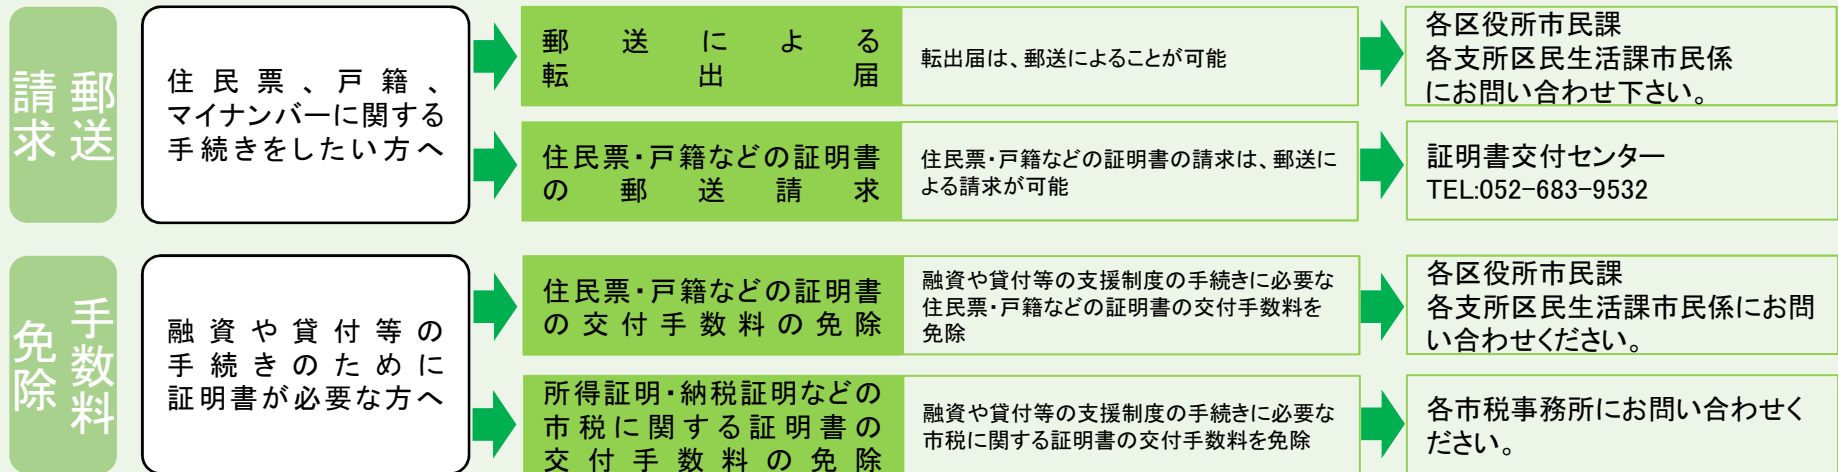 郵送
請求
住民票、戸籍、
マイナンバーに関する
手続きをしたい方へ
郵送による
転出届
転出届は、郵送によることが可能
各区役所市民課
各支所区民生活課市民係
にお問い合わせ下さい。
住民票・戸籍などの証明書
の郵送請求
住民票・戸籍などの証明書の請求は、郵送に
よる請求が可能
証明書交付センター
TEL:052-683-9532
手数料
免除
融資や貸付等の
手続きのために
証明書が必要な方へ
住民票・戸籍などの証明書
の交付手数料の免除
融資や貸付等の支援制度の手続きに必要な
住民票・戸籍などの証明書の交付手数料を
免除
各区役所市民課
各支所区民生活課市民係にお問
い合わせください。
所得証明・納税証明などの
市税に関する証明書の
交付手数料の免除
融資や貸付等の支援制度の手続きに必要な
市税に関する証明書の交付手数料を免除
各市税事務所にお問い合わせく
ださい。